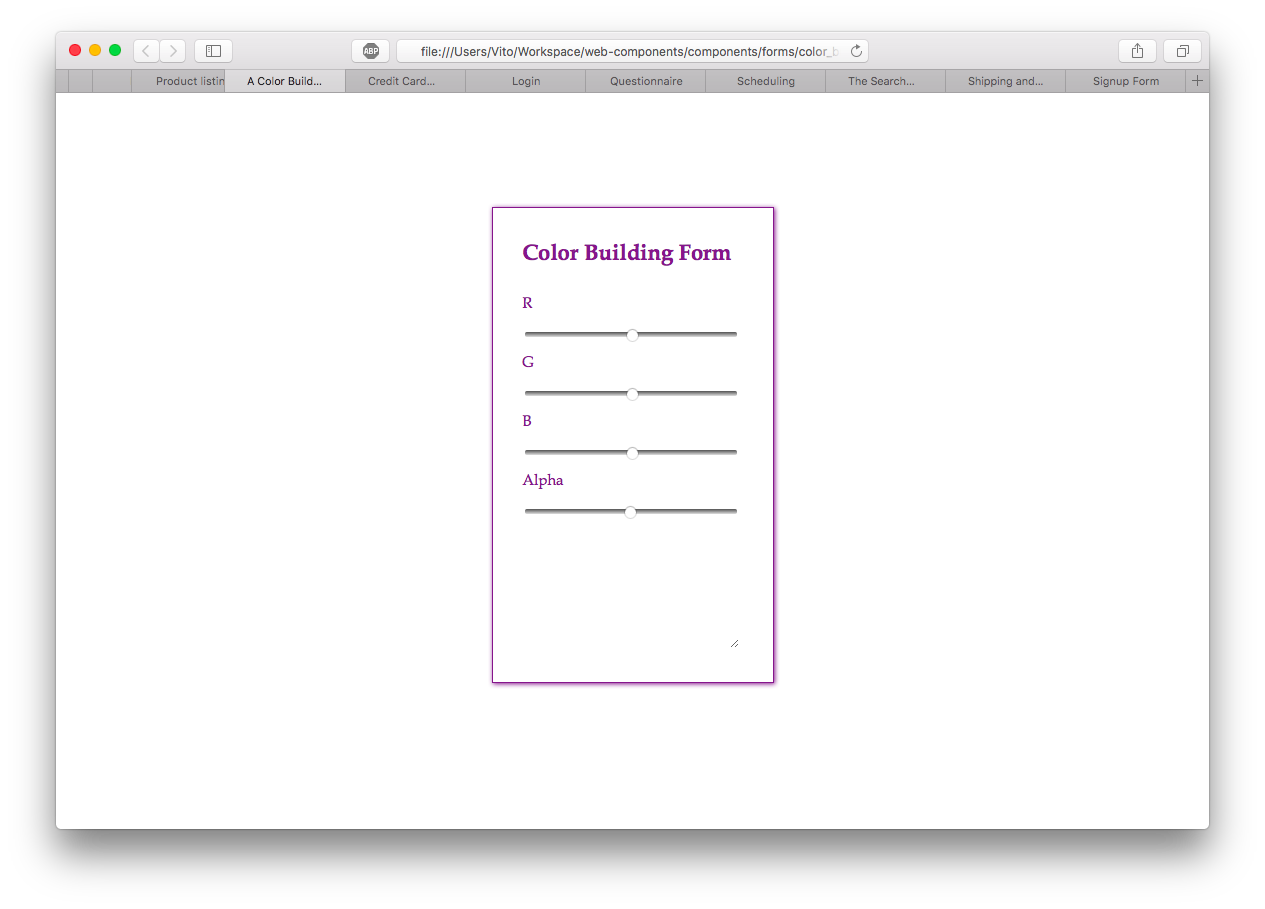 ABP
file:///Users/Vito/Workspace/web-components/components/forms/color_
Product listin
A Color Build...
Credit Card...
Login
Questionnaire
Scheduling
The Search...
Shipping and...
Signup Form
Color Building Form
R
G
B
Alpha